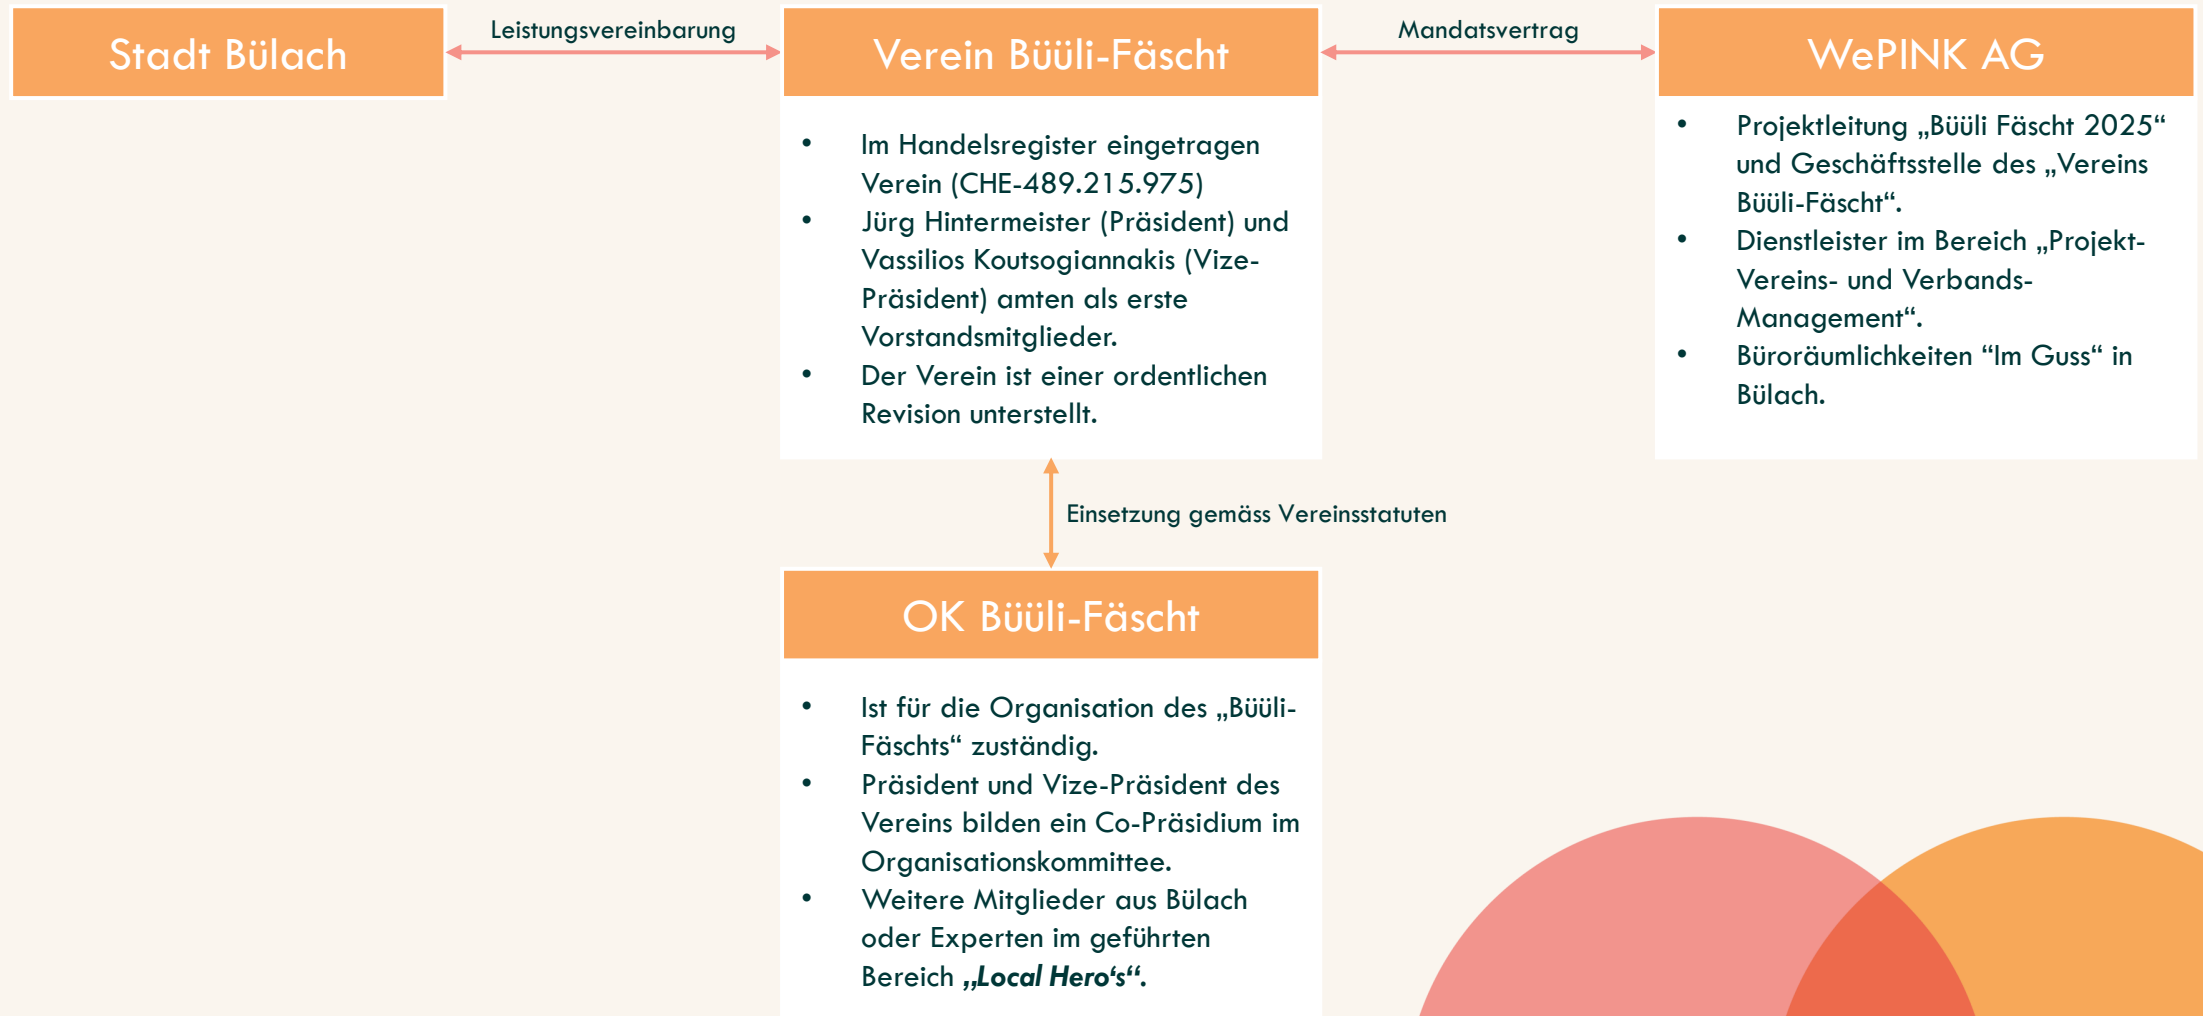 Stadt Bülach
Leistungsvereinbarung
Verein Büüli-Fäscht
Mandatsvertrag
WePINK AG
• Im Handelsregister eingetragen
Verein (CHE-489.215.975)
• Jürg Hintermeister (Präsident) und
Vassilios Koutsogiannakis (Vize-
Präsident) amten als erste
Vorstandsmitglieder.
• Der Verein ist einer ordentlichen
Revision unterstellt.
• Projektleitung „Büüli Fäscht 2025“
und Geschäftsstelle des „Vereins
Büüli-Fäscht“.
• Dienstleister im Bereich „Projekt-
Vereins- und Verbands-
Management“.
• Büroräumlichkeiten “Im Guss“ in
Bülach.
Einsetzung gemäss Vereinsstatuten
OK Büüli-Fäscht
• Ist für die Organisation des „Büüli-
Fäschts“ zuständig.
• Präsident und Vize-Präsident des
Vereins bilden ein Co-Präsidium im
Organisationskommittee.
• Weitere Mitglieder aus Bülach
oder Experten im geführten
Bereich „Local Hero‘s“.